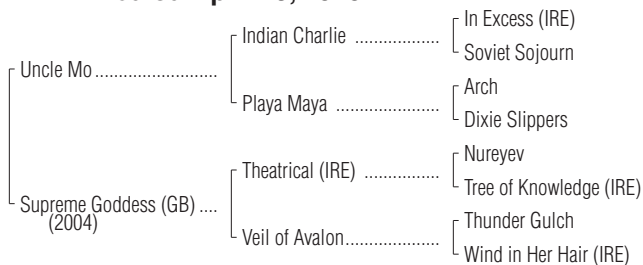 In Excess (IRE)
Indian Charlie ...................
Soviet Sojourn
Uncle Mo ...........................
Arch
Playa Maya .......................
Dixie Slippers
Nureyev
Theatrical (IRE) .................
Tree of Knowledge (IRE)
Supreme Goddess (GB) ....
(2004)
Thunder Gulch
Veil of Avalon.....................
Wind in Her Hair (IRE)